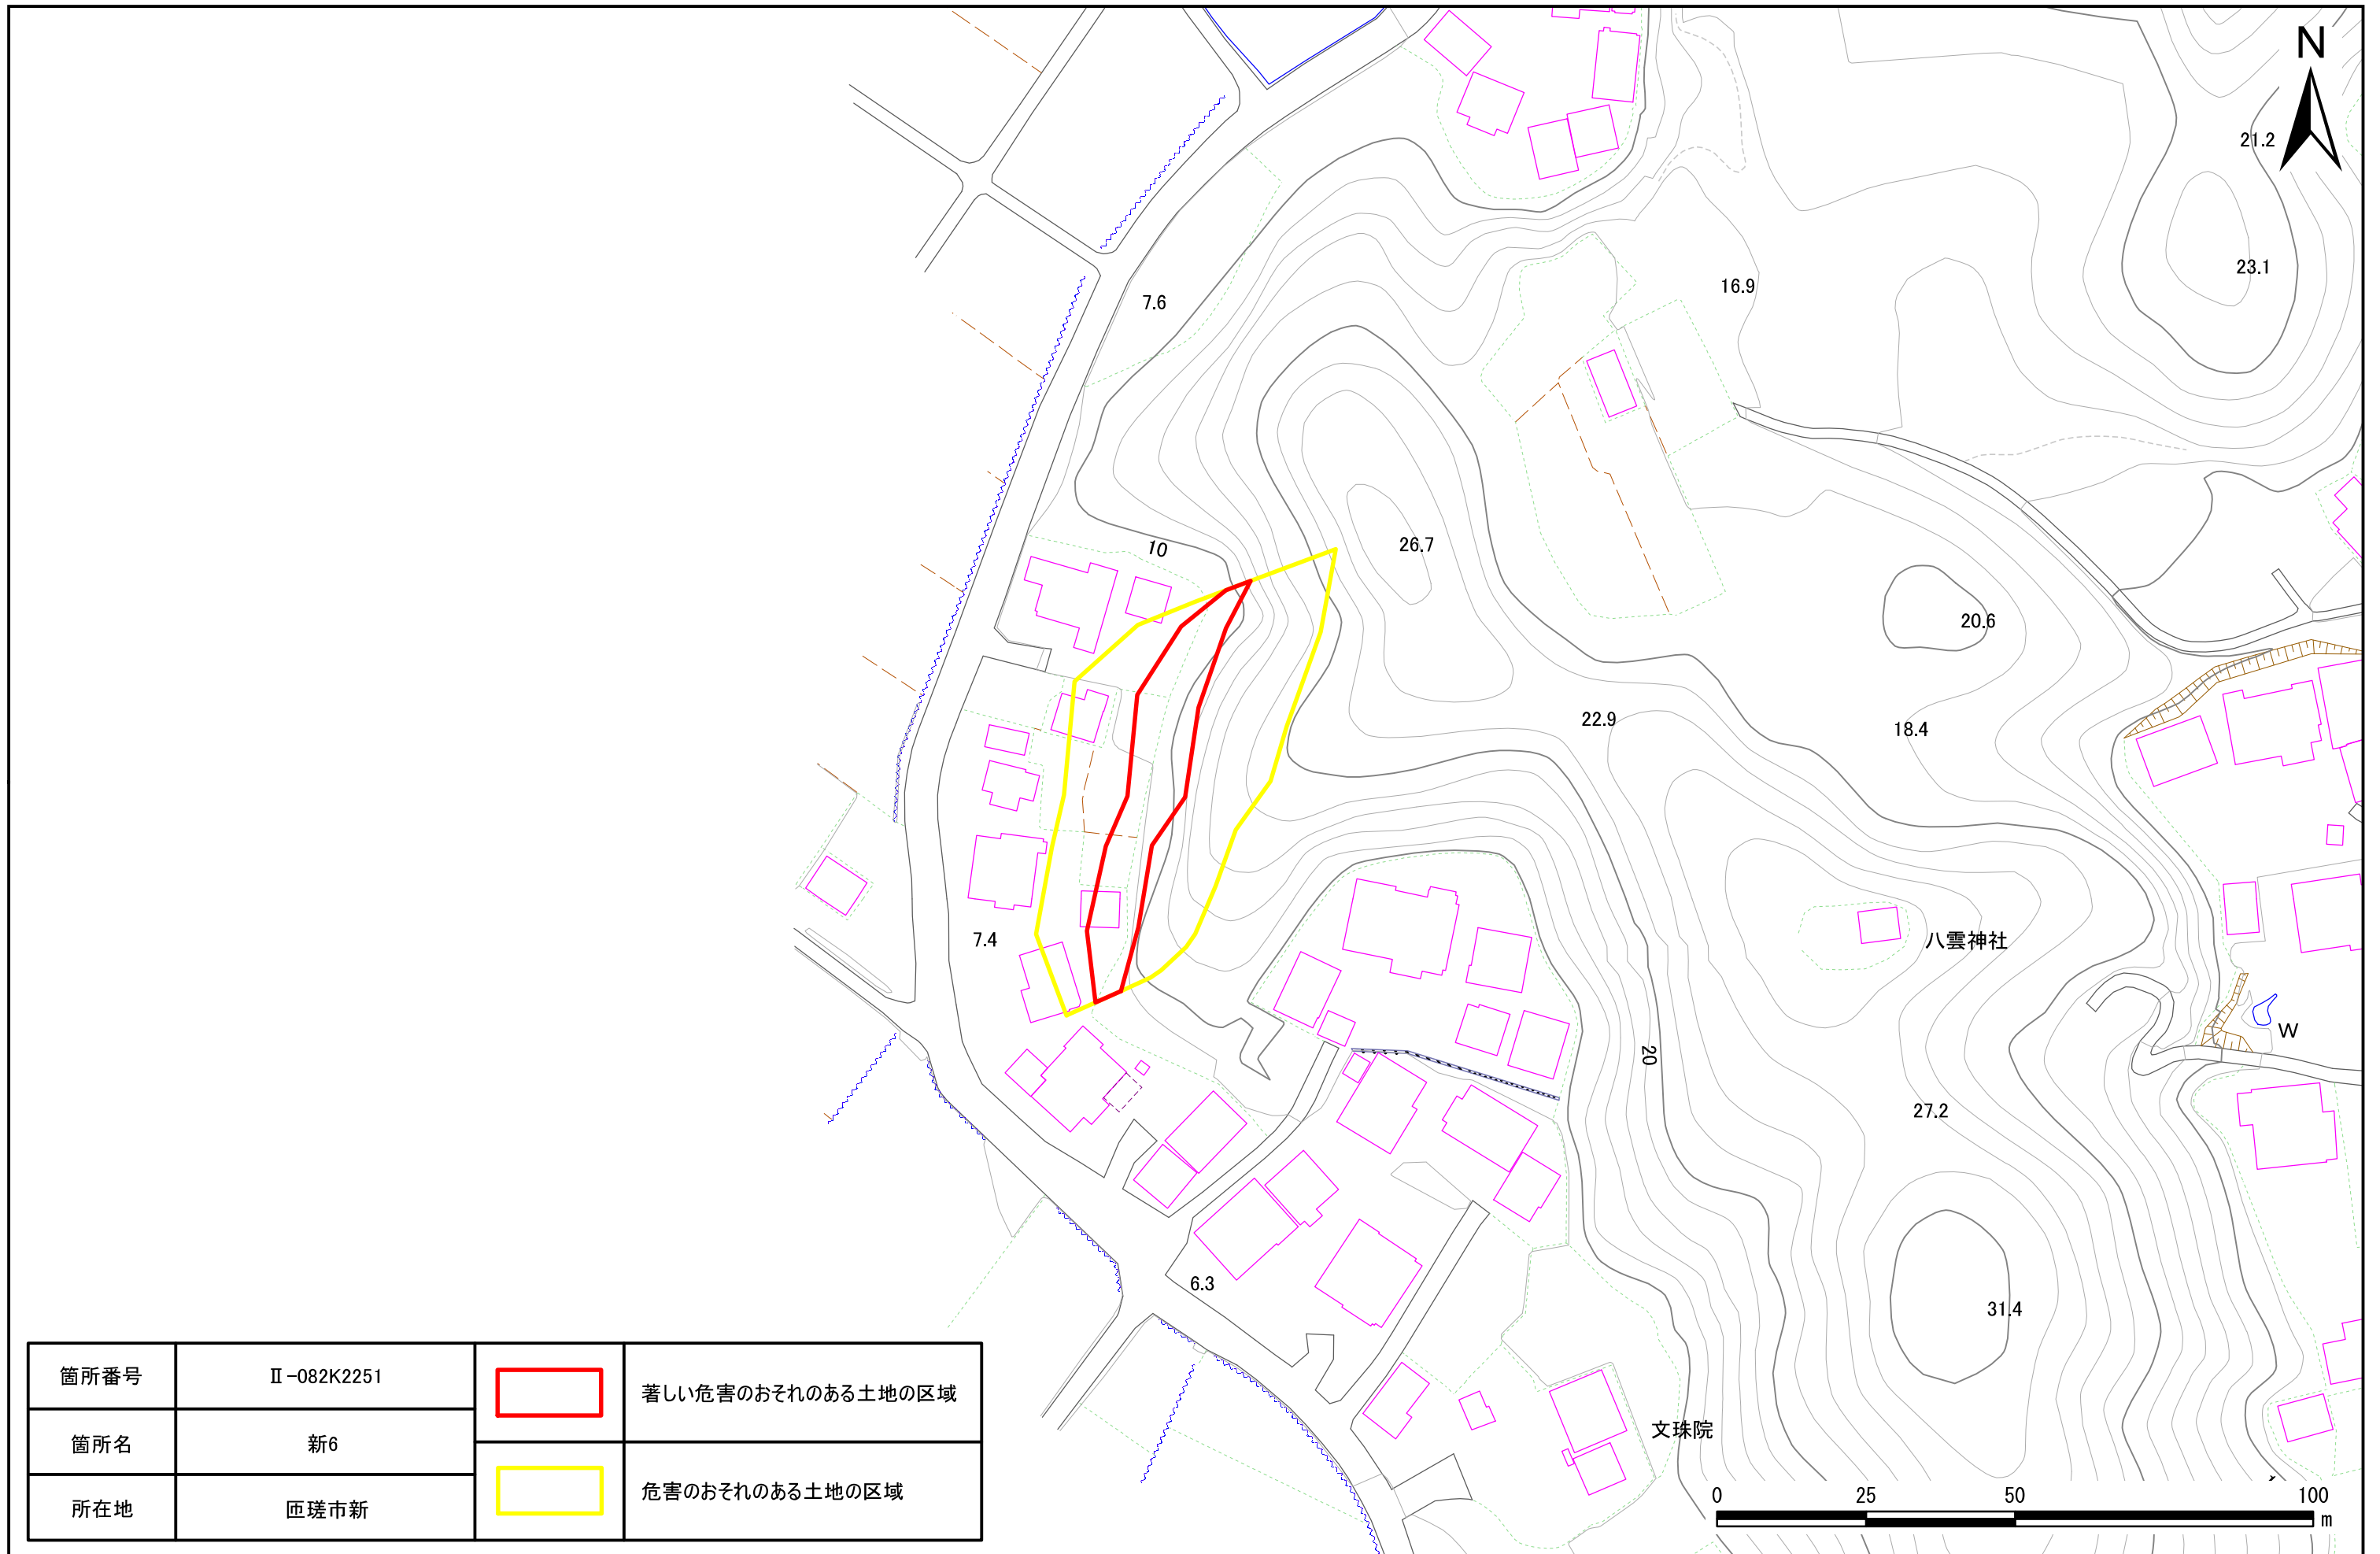 N
21.2
23.1
16.9
7.6
10
26.7
20.6
22.9
18.4
八雲神社
7.4
W
20
27.2
6.3
31.4
文珠院
箇所番号 Ⅱ-082K2251
箇所名 新6
所在地 匝瑳市新
著しい危害のおそれのある土地の区域
危害のおそれのある土地の区域
0 25 50 100
m